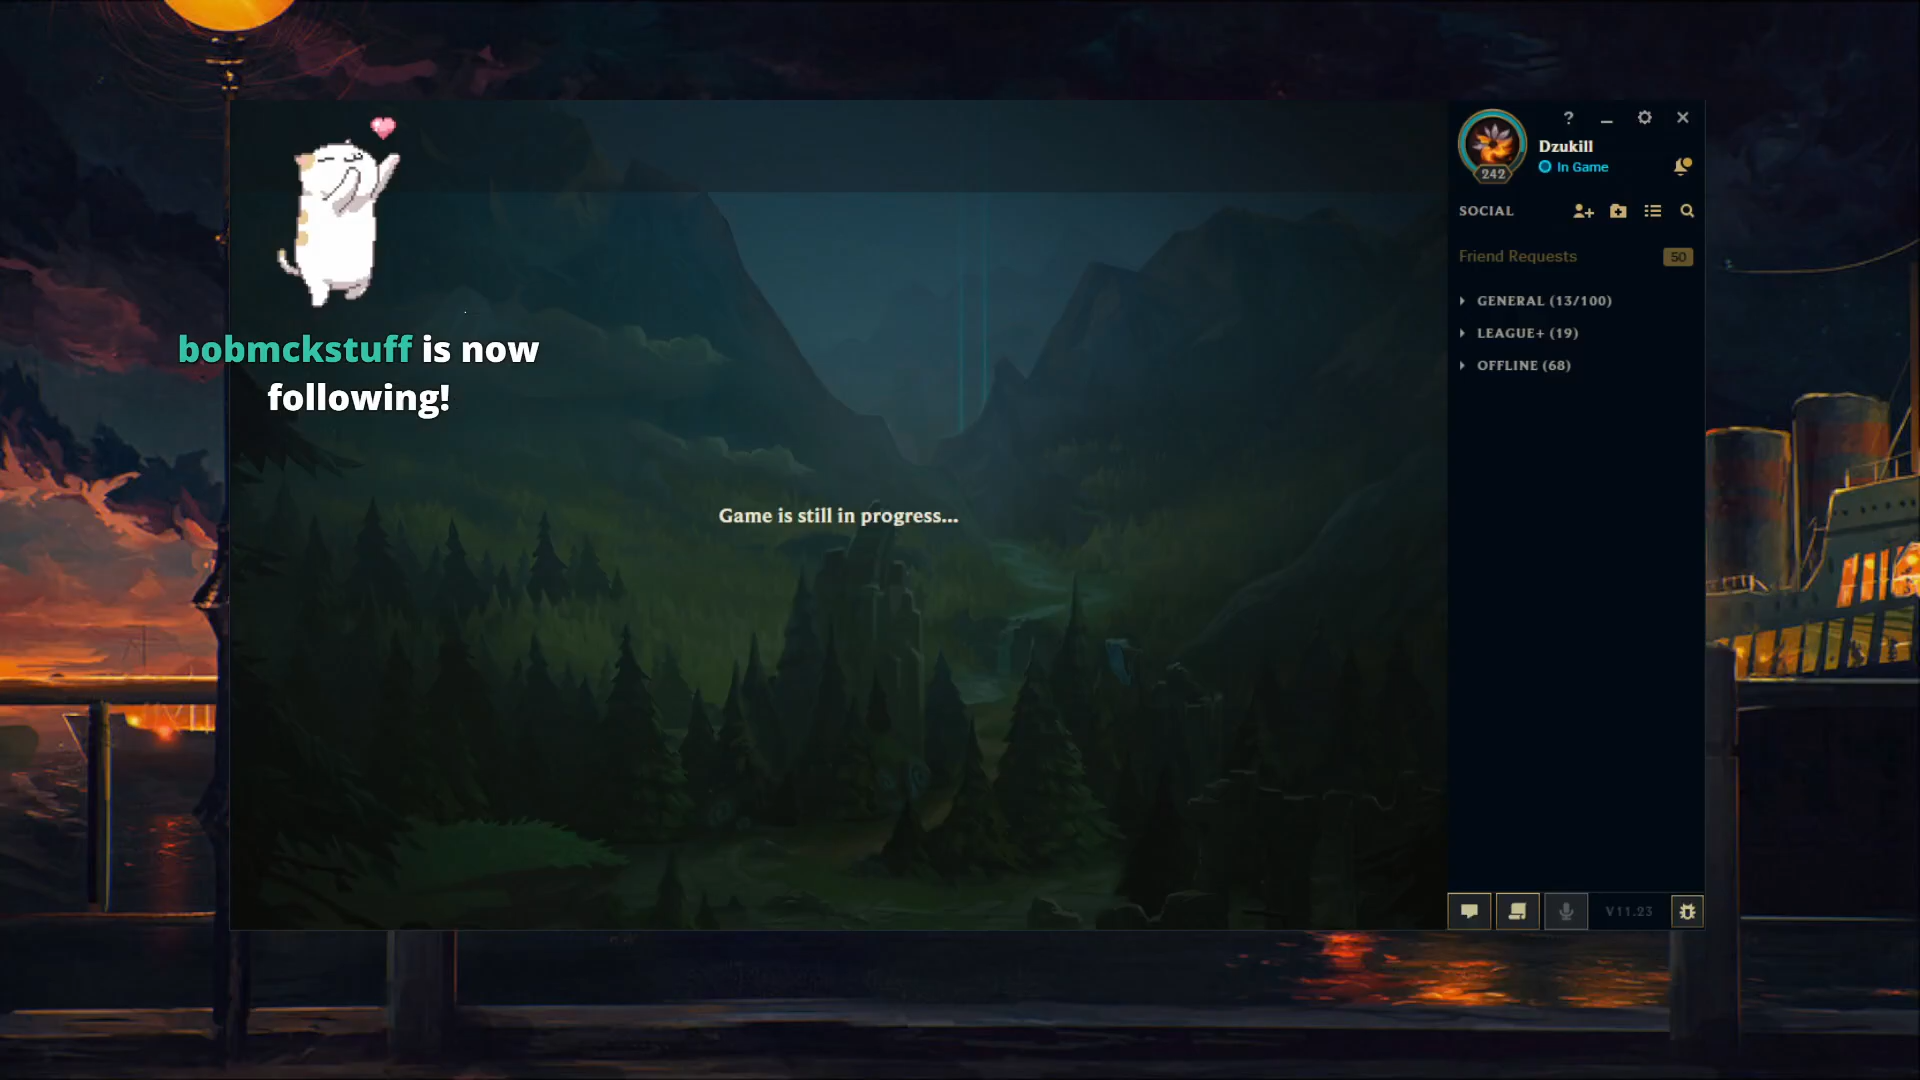 ?
Dzukill
In Game
242
SOCIAL
Friend Requests 50
GENERAL (13/100)
LEAGUE+ (19)
OFFLINE (68)
bobmckstuff is now
following!
Game is still in progress...
V11.23